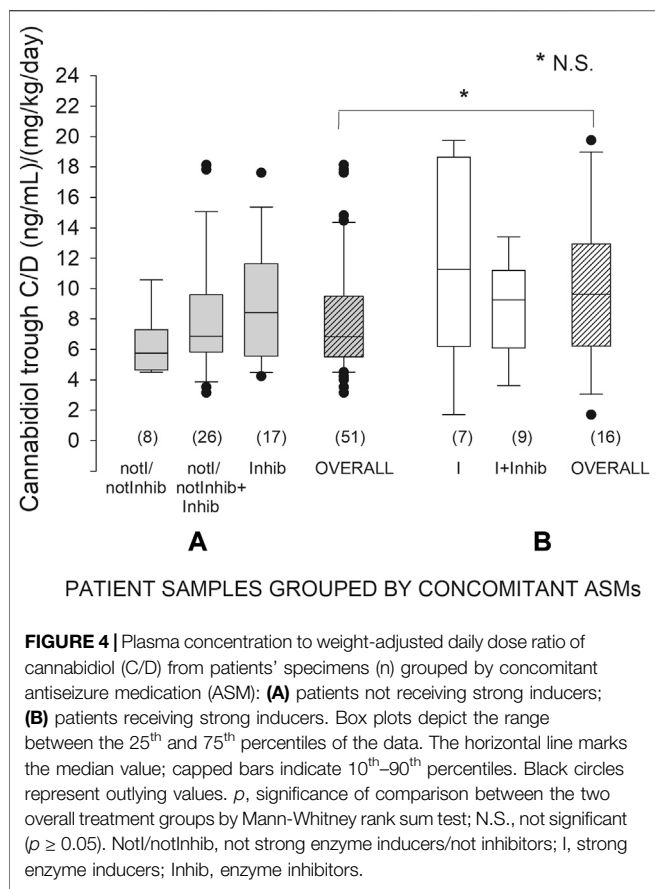 * N.S.
*
Cannabidiol trough C/D (ng/mL)/(mg/kg/day)
24
22
20
18
16
14
12
10
8
6
4
2
0
(8) (26) (17) (51) (7) (9) (16)
notI/ notI/ Inhib OVERALL I I+Inhib OVERALL
notInhib notInhib+
Inhib
A B
PATIENT SAMPLES GROUPED BY CONCOMITANT ASMs
FIGURE 4 | Plasma concentration to weight-adjusted daily dose ratio of
cannabidiol (C/D) from patients' specimens (n) grouped by concomitant
antiseizure medication (ASM): (A) patients not receiving strong inducers;
(B) patients receiving strong inducers. Box plots depict the range
between the 25th and 75th percentiles of the data. The horizontal line marks
the median value; capped bars indicate 10th–90th percentiles. Black circles
represent outlying values. p, significance of comparison between the two
overall treatment groups by Mann-Whitney rank sum test; N.S., not significant
(p ≥ 0.05). NotI/notInhib, not strong enzyme inducers/not inhibitors; I, strong
enzyme inducers; Inhib, enzyme inhibitors.